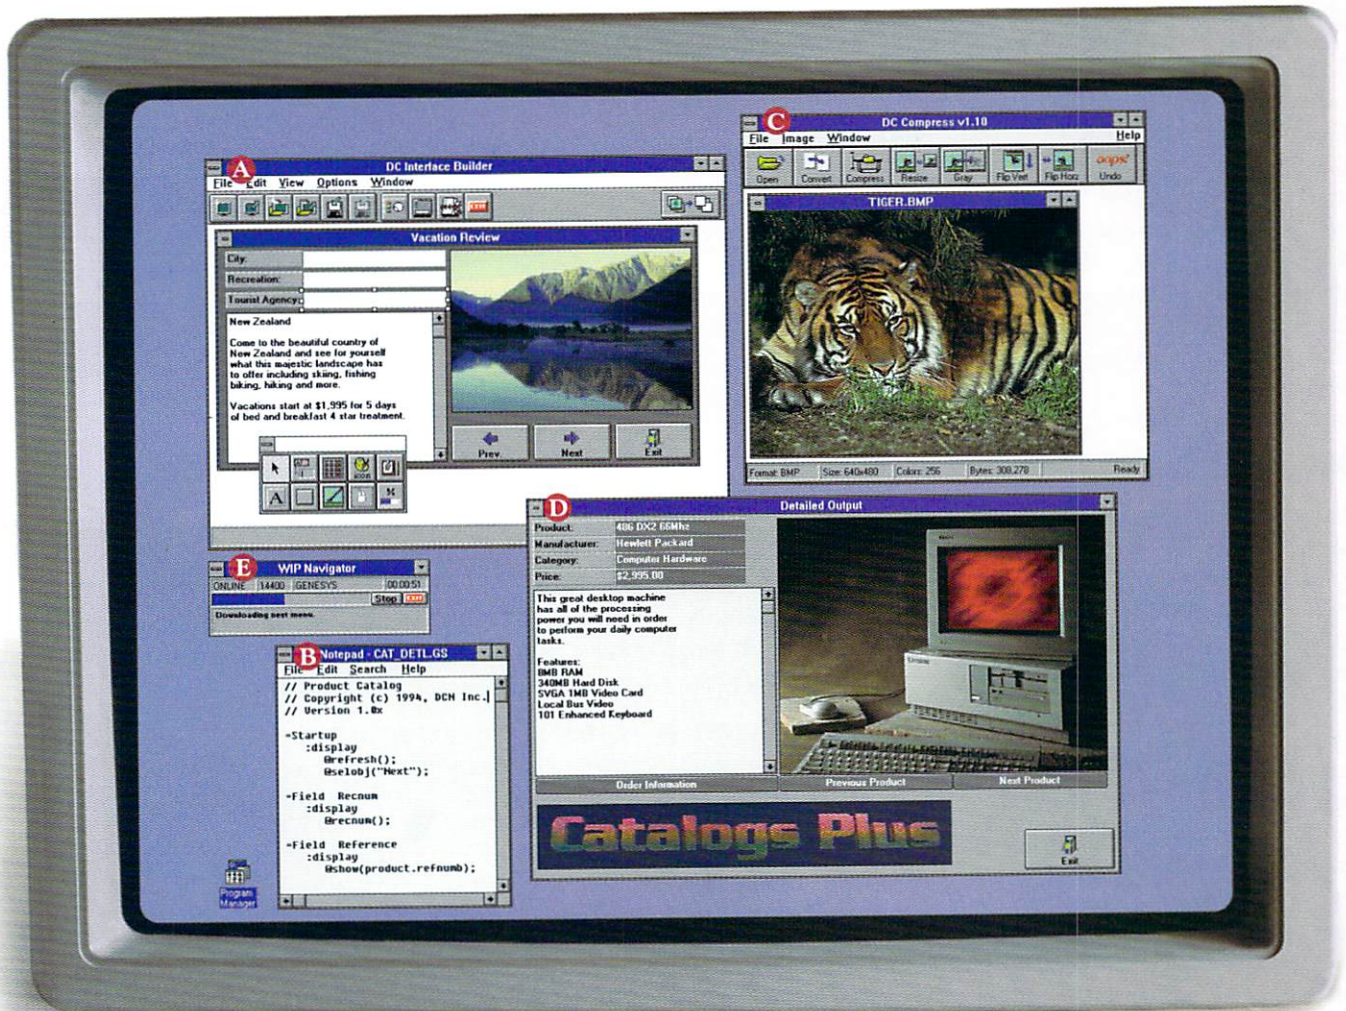 A
DC Interface Builder
File Edit View Options Window
EXIT
Vacation Review
City:
Recreation:
Tourist Agency:
New Zealand
Come to the beautiful country of
New Zealand and see for yourself
what this majestic landscape has
to offer including skiing, fishing
biking, hiking and more.
Vacations start at $1,995 for 5 days
of bed and breakfast 4 star treatment.
Prev.
Next
Exit
ICON
A
C
DC Compress v1.10
File Image Window Help
Open Convert Compress Resize Gray Flip Vert Flip Horz Undo
oops!
TIGER.BMP
Format: BMP Size: 640x480 Colors: 256 Bytes: 308,278 Ready
D
Detailed Output
Product: 486 DX2 66Mhz
Manufacturer: Hewlett Packard
Category: Computer Hardware
Price: $2,995.00
This great desktop machine
has all of the processing
power you will need in order
to perform your daily computer
tasks.
Features:
8MB RAM
340MB Hard Disk
SVGA 1MB Video Card
Local Bus Video
101 Enhanced Keyboard
Order Information
Previous Product
Next Product
Catalogs Plus
Exit
E
WIP Navigator
ONLINE 14400 GENESYS 00:00:51
Stop EXIT
Downloading next menu.
B
Notepad - CAT_DETL.GS
File Edit Search Help
// Product Catalog
// Copyright (c) 1994, DCM Inc.
// Version 1.0x
=Startup
:display
@refresh();
@selobj("Next");
=Field Recnum
:display
@recnum();
=Field Reference
:display
@show(product.refnumb);
Program
Manager